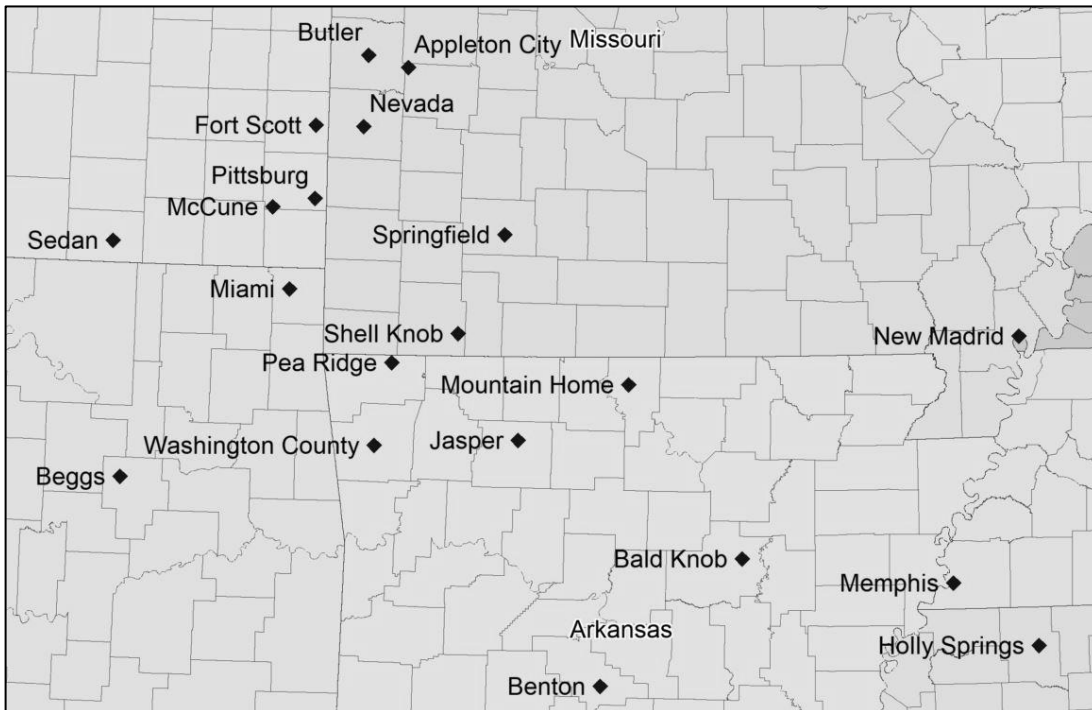 Butler
Missouri
Appleton City
Nevada
Fort Scott
Pittsburg
McCune
Springfield
Sedan
Miami
Shell Knob
New Madrid
Pea Ridge
Mountain Home
Jasper
Washington County
Beggs
Bald Knob
Memphis
Arkansas
Holly Springs
Benton